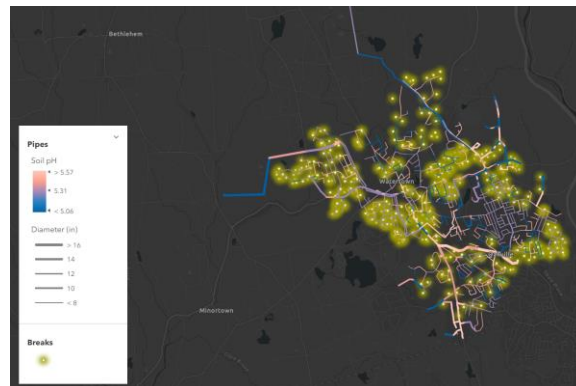 Bethlehem
Pipes
Soil pH
> 5.57
5.31
< 5.06
Watertown
Diameter (in)
> 16
14
12
10
< 8
Minortown
Breaks